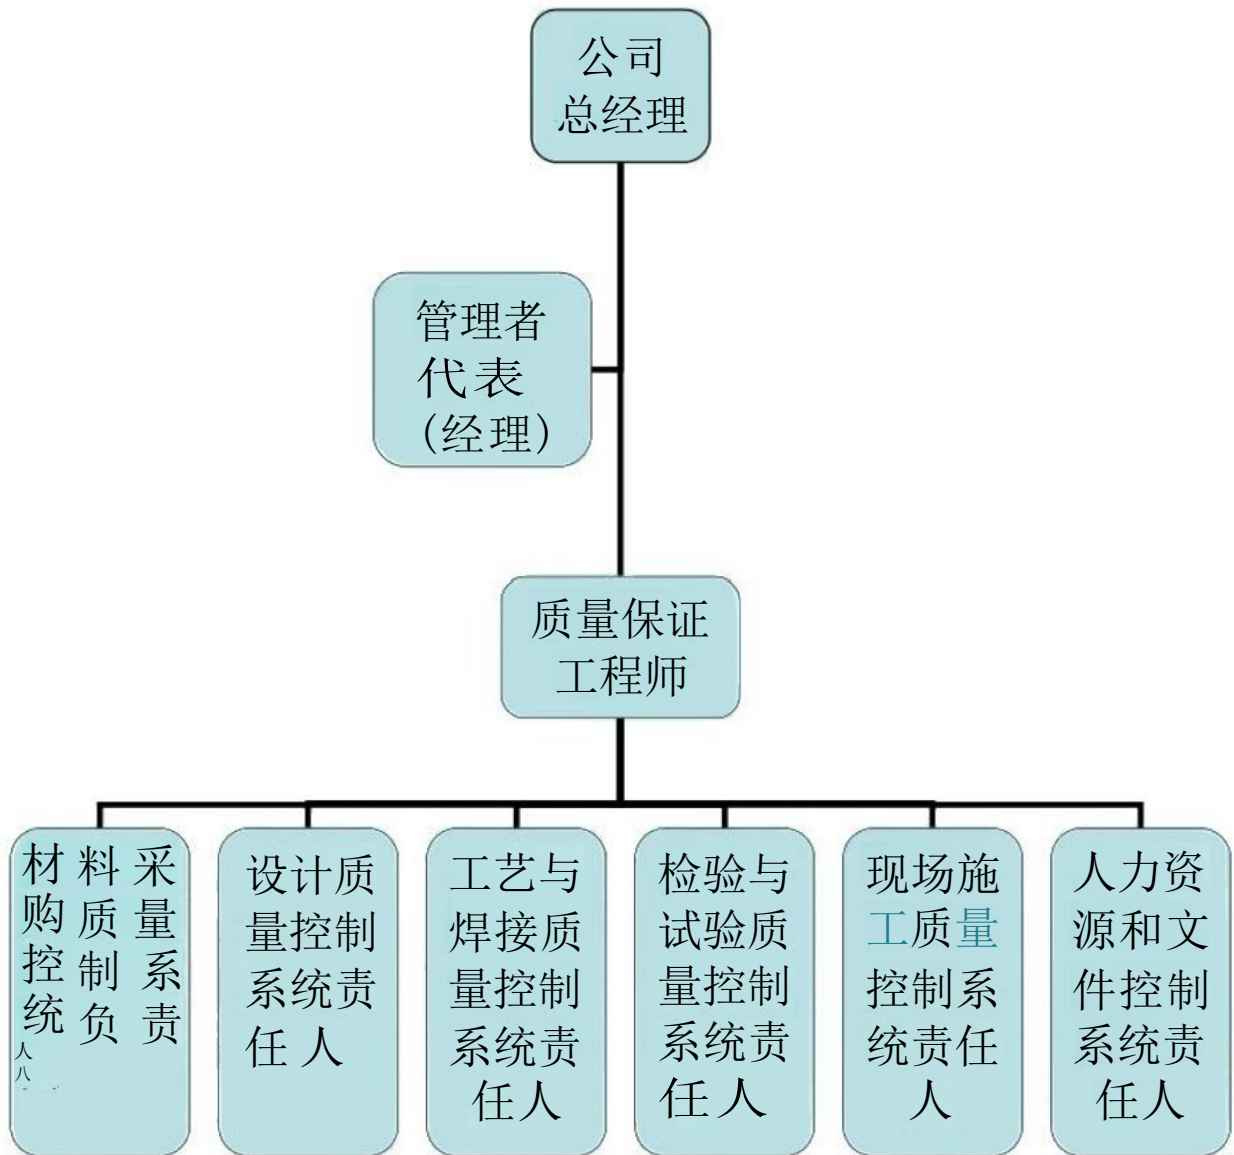 公司
总经理
管理者
代表
(经理)
质量保证
工程师
材料采
购质量
控制系
统负责
人
八
设计质
量控制
系统责
任人
工艺与
焊接质
量控制
系统责
任人
检验与
试验质
量控制
系统责
任人
现场施
工质量
控制系
统责任
人
人力资
源和文
件控制
系统责
任人